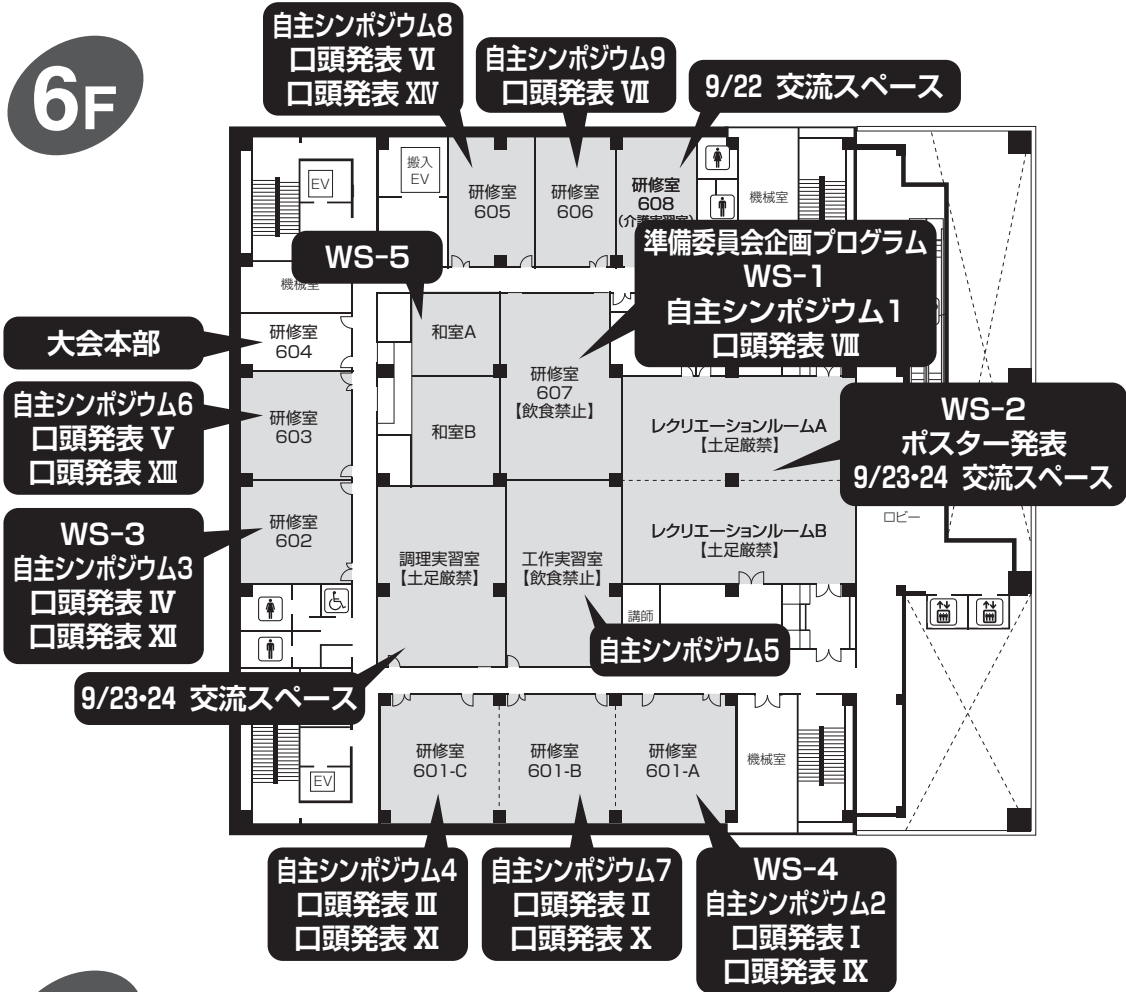 6F
自主シンポジウム8
口頭発表 Ⅵ
口頭発表 ⅩⅣ
自主シンポジウム9
口頭発表 Ⅶ
9/22 交流スペース
EV
搬入
EV
研修室
605
研修室
606
研修室
608
(介護実習室)
機械室
WS-5
準備委員会企画プログラム
WS-1
自主シンポジウム1
口頭発表 Ⅷ
機械室
大会本部
研修室
604
和室A
研修室
607
【飲食禁止】
自主シンポジウム6
口頭発表 Ⅴ
口頭発表 ⅩⅢ
研修室
603
和室B
レクリエーションルームA
【土足厳禁】
WS-2
ポスター発表
9/23・24 交流スペース
WS-3
自主シンポジウム3
口頭発表 Ⅳ
口頭発表 Ⅻ
研修室
602
調理実習室
【土足厳禁】
工作実習室
【飲食禁止】
レクリエーションルームB
【土足厳禁】
ロビー
講師
自主シンポジウム5
9/23・24 交流スペース
EV
研修室
601-C
研修室
601-B
研修室
601-A
機械室
自主シンポジウム4
口頭発表 Ⅲ
口頭発表 Ⅺ
自主シンポジウム7
口頭発表 Ⅱ
口頭発表 Ⅹ
WS-4
自主シンポジウム2
口頭発表 Ⅰ
口頭発表 Ⅸ